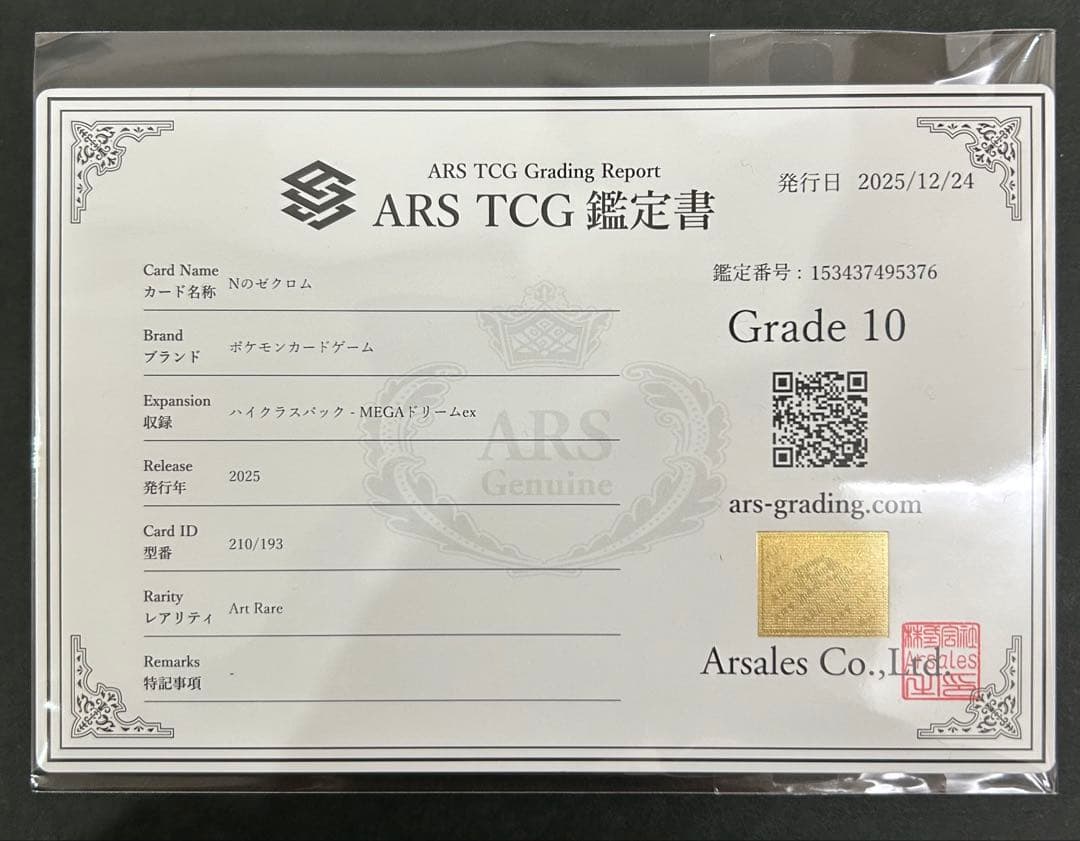 ARS TCG Grading Report
ARS TCG 鑑定書
発行日 2025/12/24
Card Name
カード名称
Nのゼクロム
Brand
ブランド
ポケモンカードゲーム
Expansion
収録
ハイクラスパック - MEGAドリームex
Release
発行年
2025
Card ID
型番
210/193
Rarity
レアリティ
Art Rare
Remarks
特記事項
-
ARS
Genuine
鑑定番号 : 153437495376
Grade 10
ars-grading.com
Arsales Co.,Ltd.
株式会社
Arsales